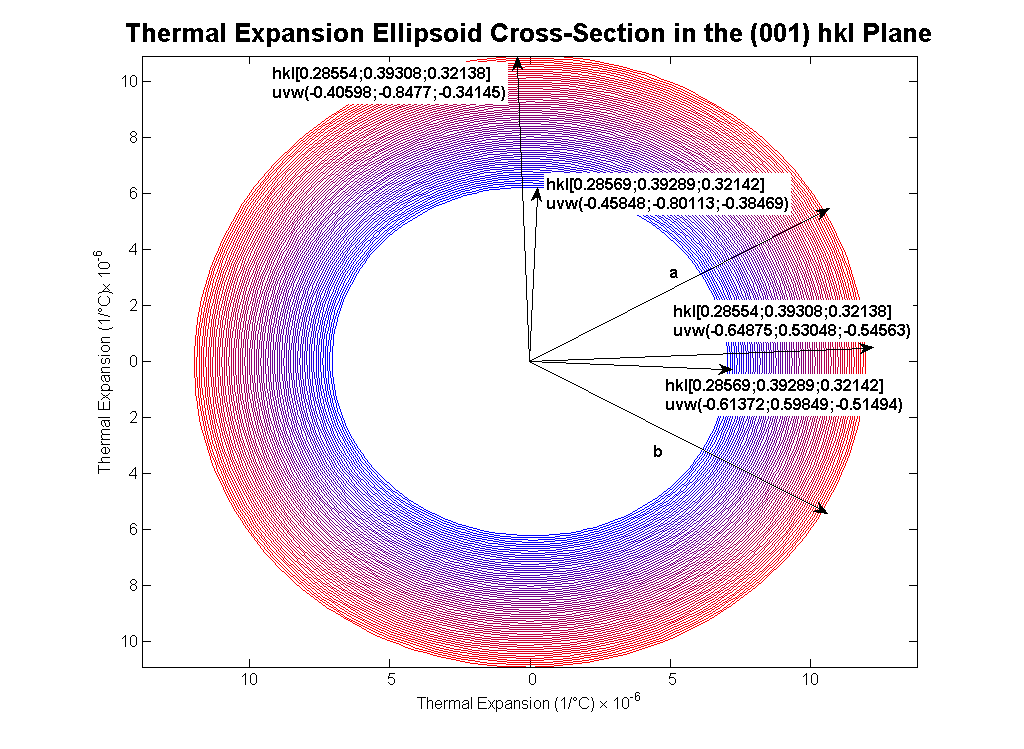 Thermal Expansion Ellipsoid Cross-Section in the (001) hkl Plane
10
8
6
4
2
0
2
4
6
8
10
Thermal Expansion (1/°C)× 10-6
hkl[0.28554;0.39308;0.32138]
uvw(-0.40598;-0.8477;-0.34145)
hkl[0.28569;0.39289;0.32142]
uvw(-0.45848;-0.80113;-0.38469)
a
hkl[0.28554;0.39308;0.32138]
uvw(-0.64875;0.53048;-0.54563)
hkl[0.28569;0.39289;0.32142]
uvw(-0.61372;0.59849;-0.51494)
b
10 5 0 5 10
Thermal Expansion (1/°C) × 10-6